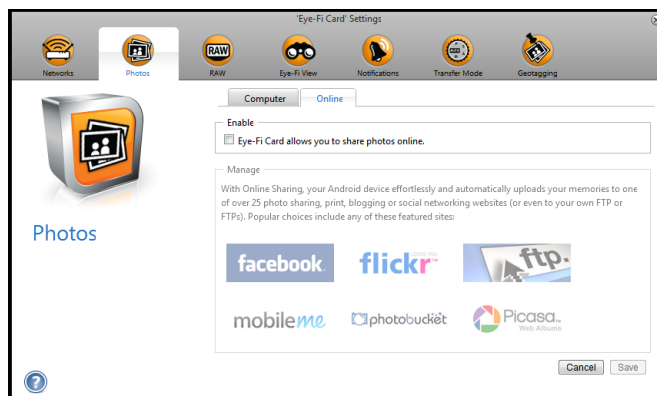 'Eye-Fi Card' Settings
Networks
Photos
RAW
RAW
Eye-Fi View
Notifications
Transfer Mode
Geotagging
Computer
Online
Enable
Eye-Fi Card allows you to share photos online.
Manage
With Online Sharing, your Android device effortlessly and automatically uploads your memories to one
of over 25 photo sharing, print, blogging or social networking websites (or even to your own FTP or
FTPs). Popular choices include any of these featured sites:
Photos
facebook
flickr
ftp.
mobileme
photobucket
Picasa™
Web Albums
Cancel
Save
?